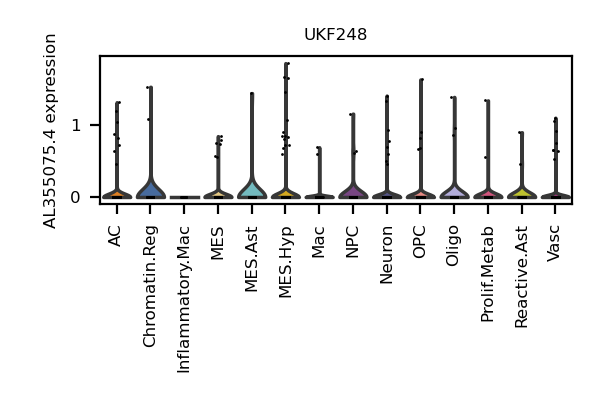 UKF248
AL355075.4 expression
1
0
AC
Chromatin.Reg
Inflammatory.Mac
MES
MES.Ast
MES.Hyp
Mac
NPC
Neuron
OPC
Oligo
Prolif.Metab
Reactive.Ast
Vasc